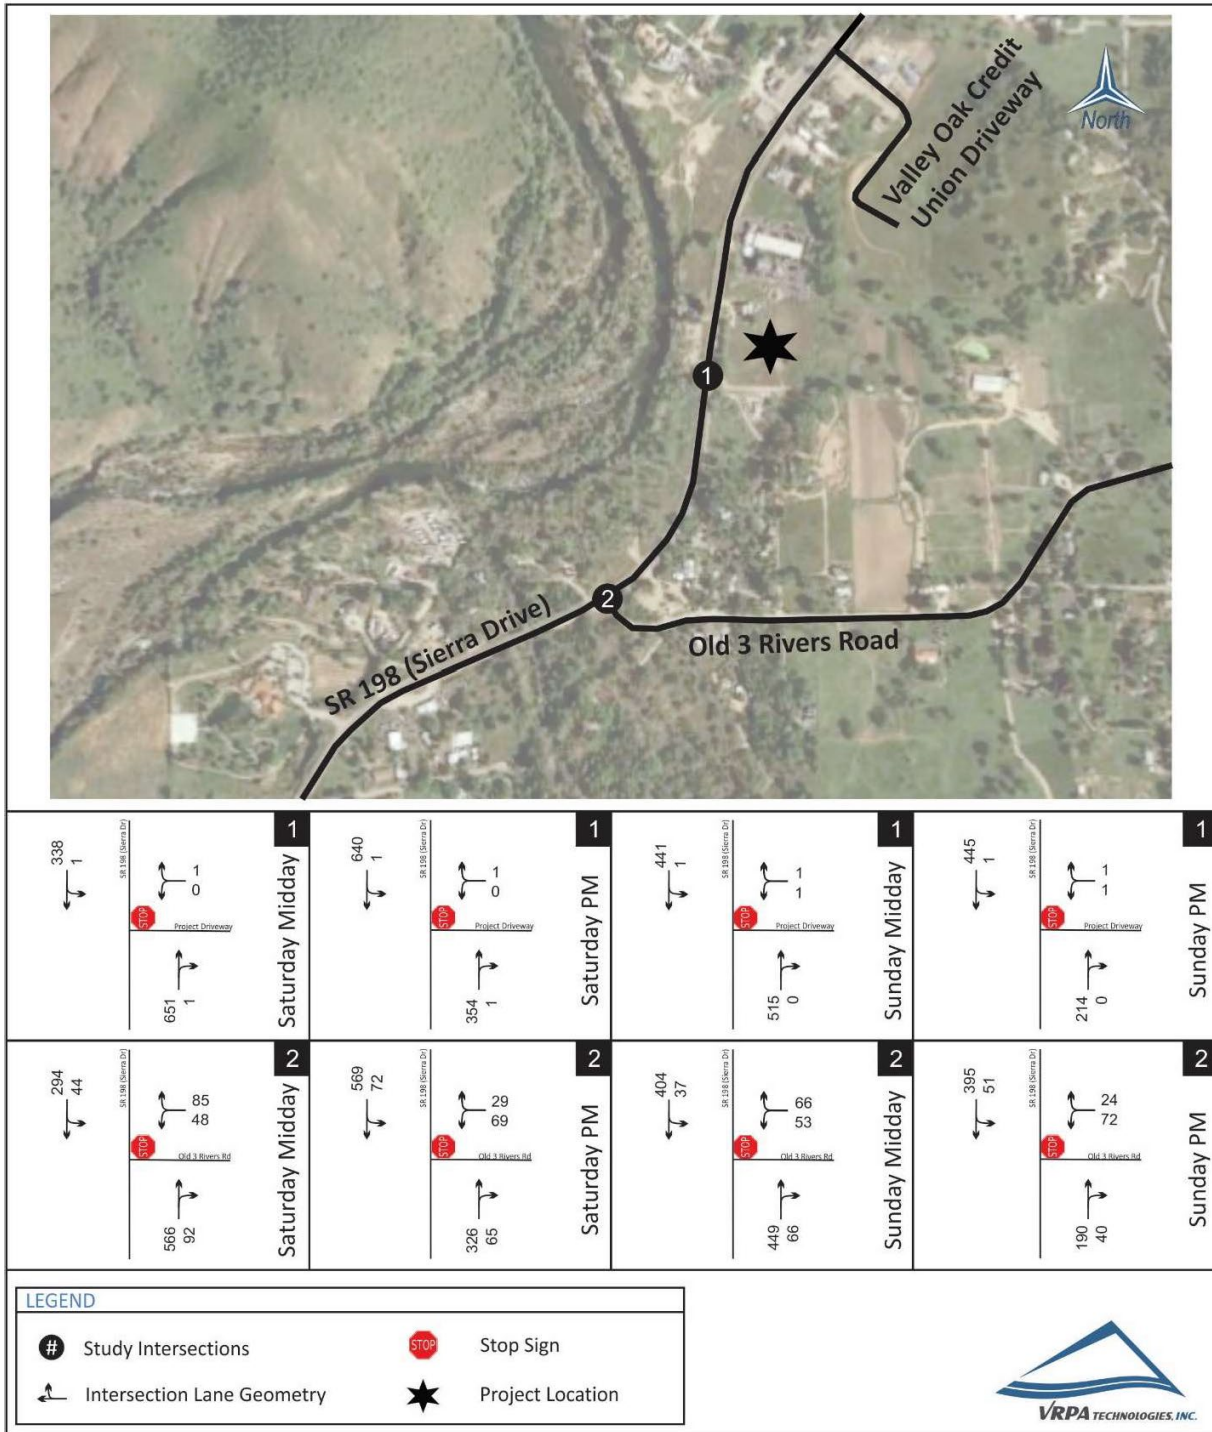 Valley Oak Credit
Union Driveway
North
1
2
SR 198 (Sierra Drive)
Old 3 Rivers Road
338
1
SR 198 (Sierra Dr)
1
0
STOP
Project Driveway
651
1
1
Saturday Midday
640
1
SR 198 (Sierra Dr)
1
0
STOP
Project Driveway
354
1
1
Saturday PM
441
1
SR 198 (Sierra Dr)
1
1
STOP
Project Driveway
515
0
1
Sunday Midday
445
1
SR 198 (Sierra Dr)
1
1
STOP
Project Driveway
214
0
1
Sunday PM
294
44
SR 198 (Sierra Dr)
85
48
STOP
Old 3 Rivers Rd
566
92
2
Saturday Midday
569
72
SR 198 (Sierra Dr)
29
69
STOP
Old 3 Rivers Rd
326
65
2
Saturday PM
404
37
SR 198 (Sierra Dr)
66
53
STOP
Old 3 Rivers Rd
449
66
2
Sunday Midday
395
51
SR 198 (Sierra Dr)
24
72
STOP
Old 3 Rivers Rd
190
40
2
Sunday PM
LEGEND
# Study Intersections
STOP Stop Sign
Intersection Lane Geometry
Project Location
VRPA TECHNOLOGIES, INC.